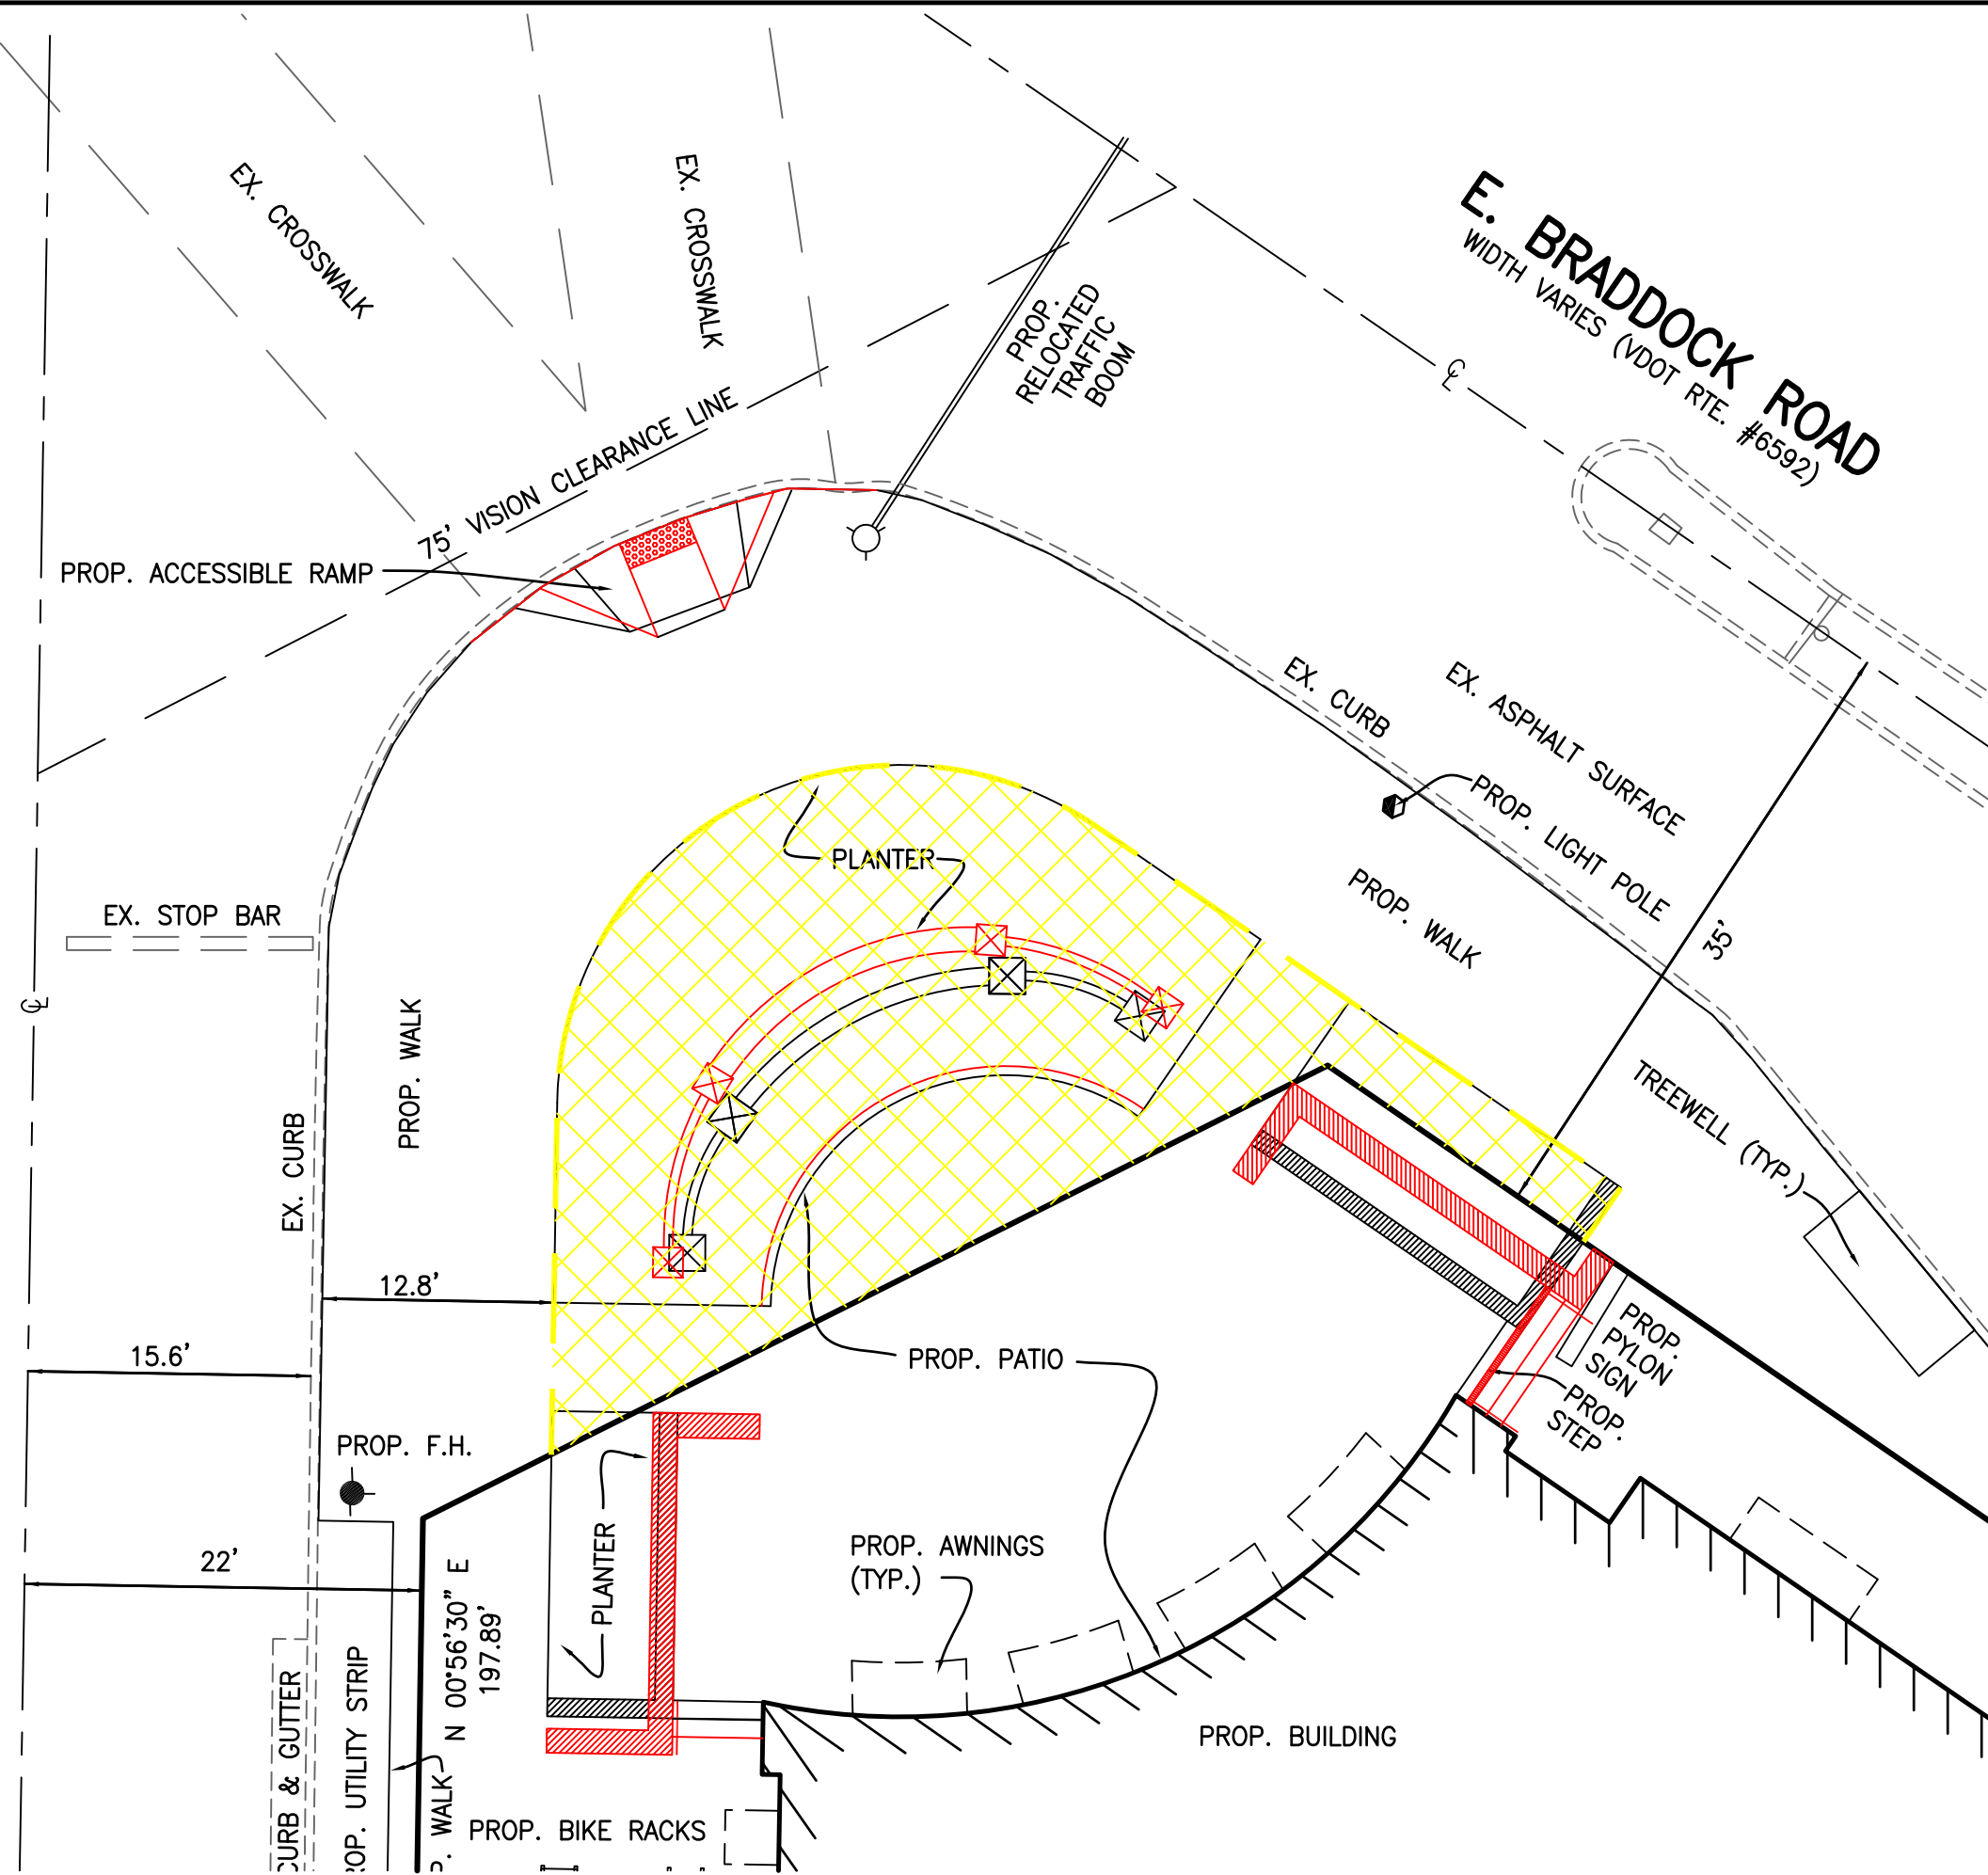 EX. CROSSWALK
EX. CROSSWALK
PROP.
RELOCATED
TRAFFIC
BOOM
E. BRADDOCK ROAD
WIDTH VARIES (VDOT RTE. #6592)
℄
75' VISION CLEARANCE LINE
PROP. ACCESSIBLE RAMP
EX. CURB
EX. ASPHALT SURFACE
PROP. LIGHT POLE
PROP. WALK
35'
PLANTER
EX. STOP BAR
℄
PROP. WALK
EX. CURB
TREEWELL (TYP.)
12.8'
15.6'
PROP. PATIO
PROP.
PYLON
SIGN
PROP.
STEP
PROP. F.H.
22'
PLANTER
PROP. AWNINGS
(TYP.)
N 00°56'30" E
197.89'
CURB & GUTTER
OP. UTILITY STRIP
P. WALK
PROP. BUILDING
PROP. BIKE RACKS